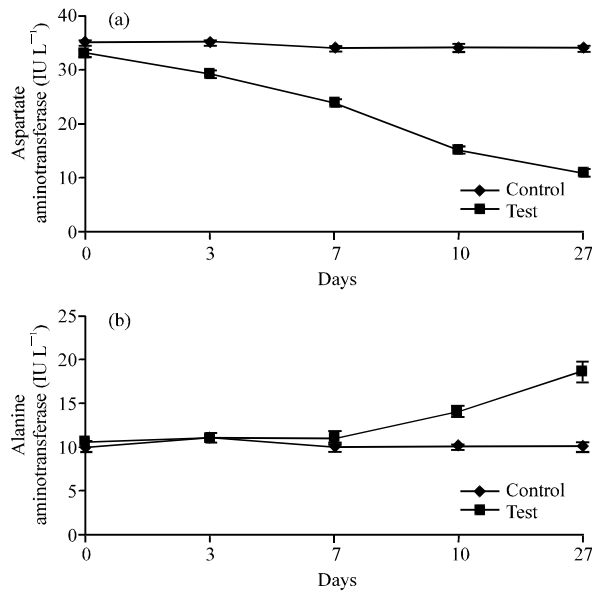 (a)
Aspartate
aminotransferase (IU L⁻¹)
40
30
20
10
0
Control
Test
0 3 7 10 27
Days
(b)
Alanine
aminotransferase (IU L⁻¹)
25
20
15
10
5
0
Control
Test
0 3 7 10 27
Days